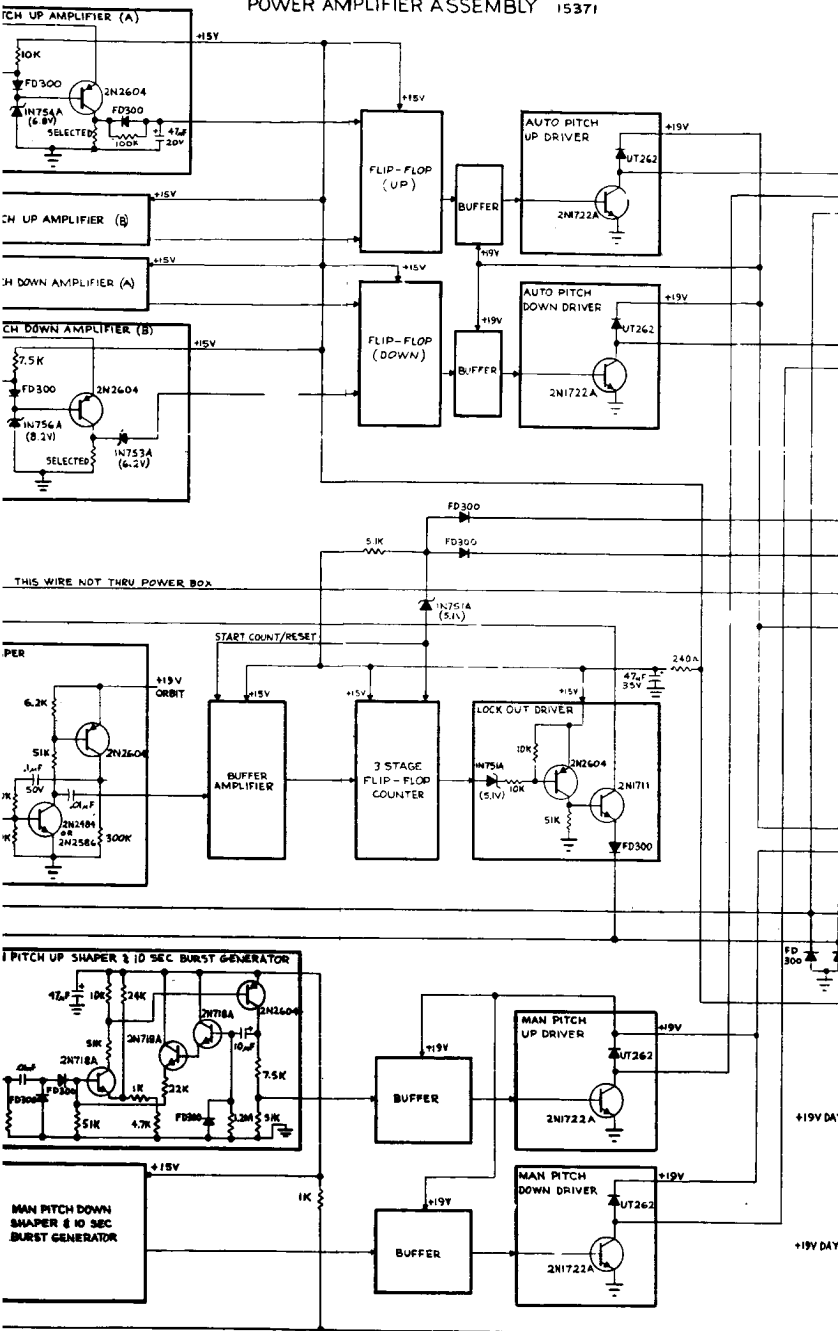 POWER AMPLIFIER ASSEMBLY 15371
TCH UP AMPLIFIER (A)
+15V
10K
FD300
2N2604
1N754A
(6.8V)
FD300
SELECTED
100K
47µF
20V
CH UP AMPLIFIER (B)
+15V
CH DOWN AMPLIFIER (A)
+15V
CH DOWN AMPLIFIER (B)
+15V
7.5K
FD300
2N2604
1N756A
(8.2V)
SELECTED
1N753A
(6.2V)
+15V
FLIP-FLOP
(UP)
BUFFER
+19V
AUTO PITCH
UP DRIVER
+19V
UT262
2N1722A
+15V
FLIP-FLOP
(DOWN)
+19V
BUFFER
AUTO PITCH
DOWN DRIVER
+19V
UT262
2N1722A
FD300
5.1K
FD300
THIS WIRE NOT THRU POWER BOX
1N751A
(5.1V)
START COUNT/RESET
PER
+19V
ORBIT
6.2K
51K
2N2604
.1µF
50V
.01µF
2N2484
OR
2N2586
300K
+15V
BUFFER
AMPLIFIER
+15V
3 STAGE
FLIP-FLOP
COUNTER
+15V
47µF
35V
240Ω
LOCK OUT DRIVER
10K
1N751A
(5.1V)
10K
2N2604
51K
2N1711
FD300
FD
300
PITCH UP SHAPER & 10 SEC BURST GENERATOR
47µF
10K
24K
2N2604
51K
2N718A
2N718A
10µF
2N718A
.01µF
7.5K
FD300
FD300
1K
22K
51K
4.7K
FD300
1.2M
51K
+19V
BUFFER
MAN PITCH
UP DRIVER
+19V
UT262
2N1722A
+19V DAY
+15V
MAN PITCH DOWN
SHAPER & 10 SEC
BURST GENERATOR
1K
+19V
BUFFER
MAN PITCH
DOWN DRIVER
+19V
UT262
2N1722A
+19V DAY